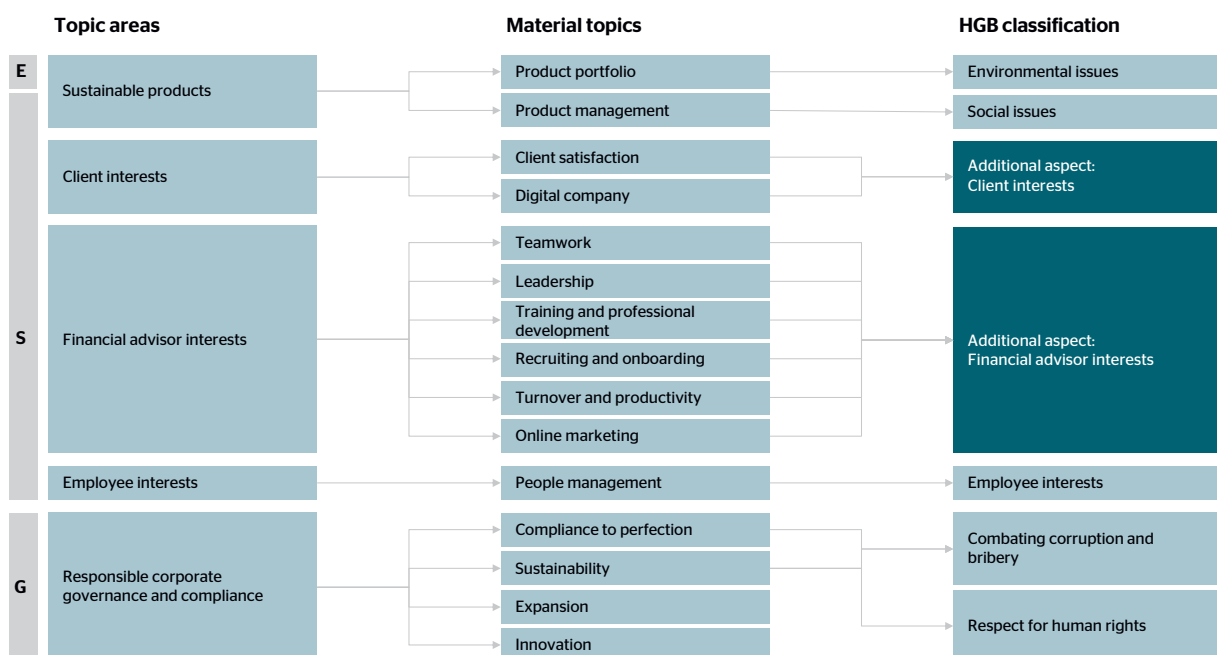 Topic areas
Material topics
HGB classification
E
Sustainable products
Product portfolio
Environmental issues
Product management
Social issues
S
Client interests
Client satisfaction
Digital company
Additional aspect:
Client interests
Financial advisor interests
Teamwork
Leadership
Training and professional
development
Recruiting and onboarding
Turnover and productivity
Online marketing
Additional aspect:
Financial advisor interests
Employee interests
People management
Employee interests
G
Responsible corporate
governance and compliance
Compliance to perfection
Sustainability
Expansion
Innovation
Combating corruption and
bribery
Respect for human rights